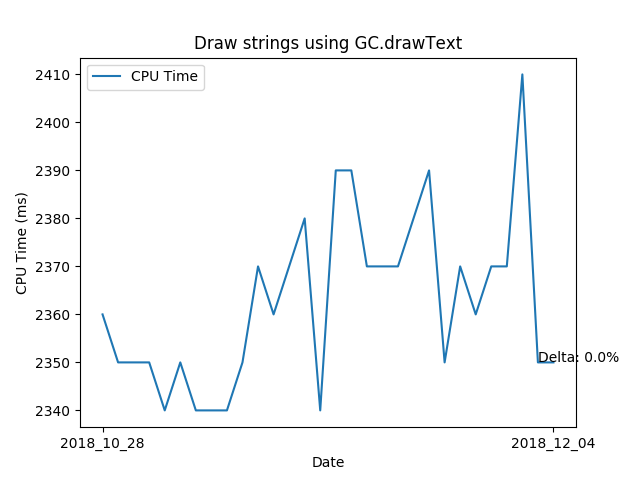 Draw strings using GC.drawText
CPU Time
2410
2400
2390
2380
2370
2360
2350
2340
CPU Time (ms)
Delta: 0.0%
2018_10_28 2018_12_04
Date